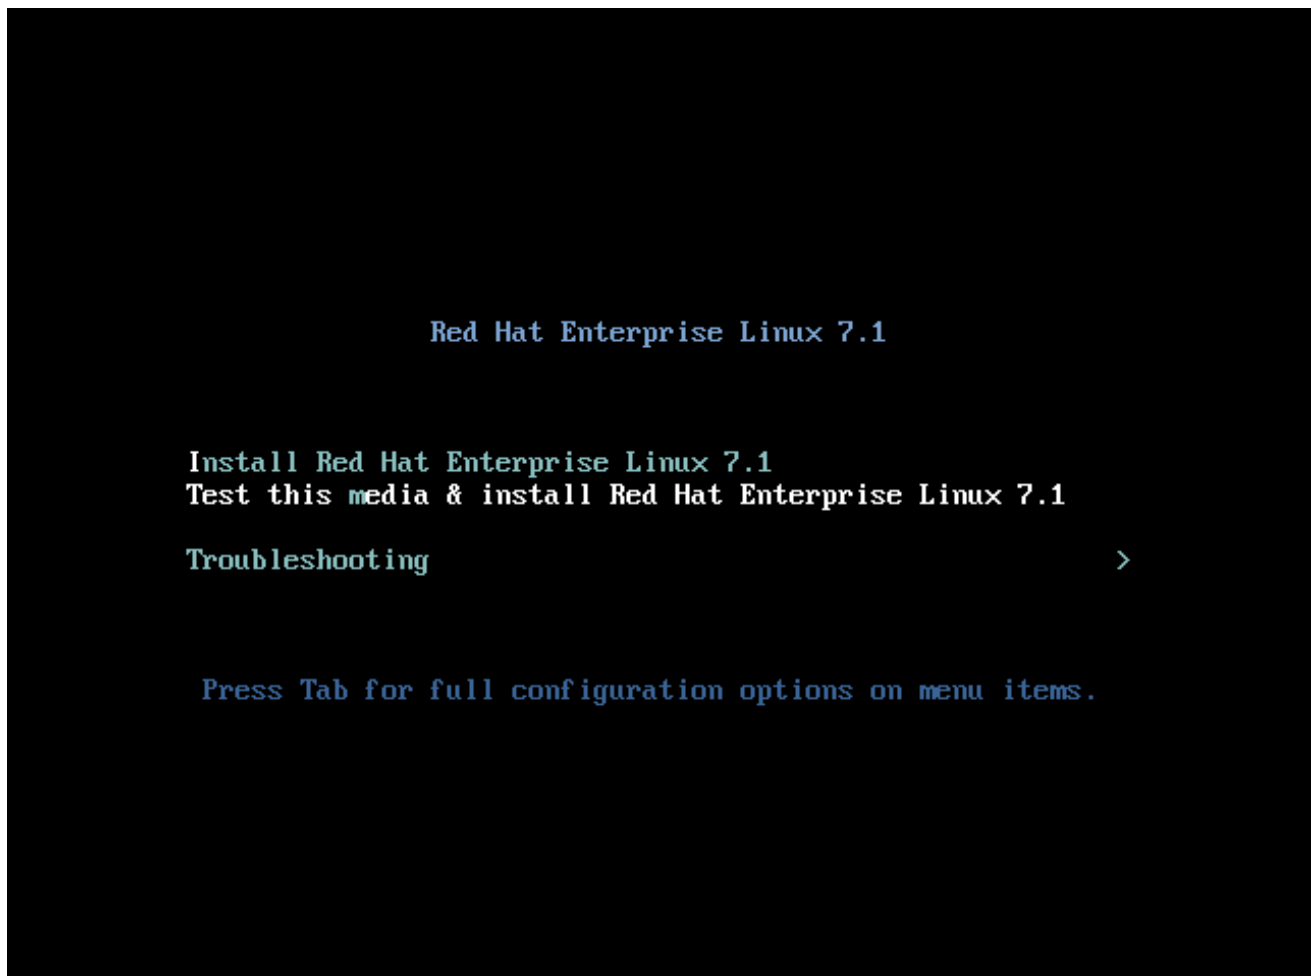 Red Hat Enterprise Linux 7.1
Install Red Hat Enterprise Linux 7.1
Test this media & install Red Hat Enterprise Linux 7.1
Troubleshooting >
Press Tab for full configuration options on menu items.